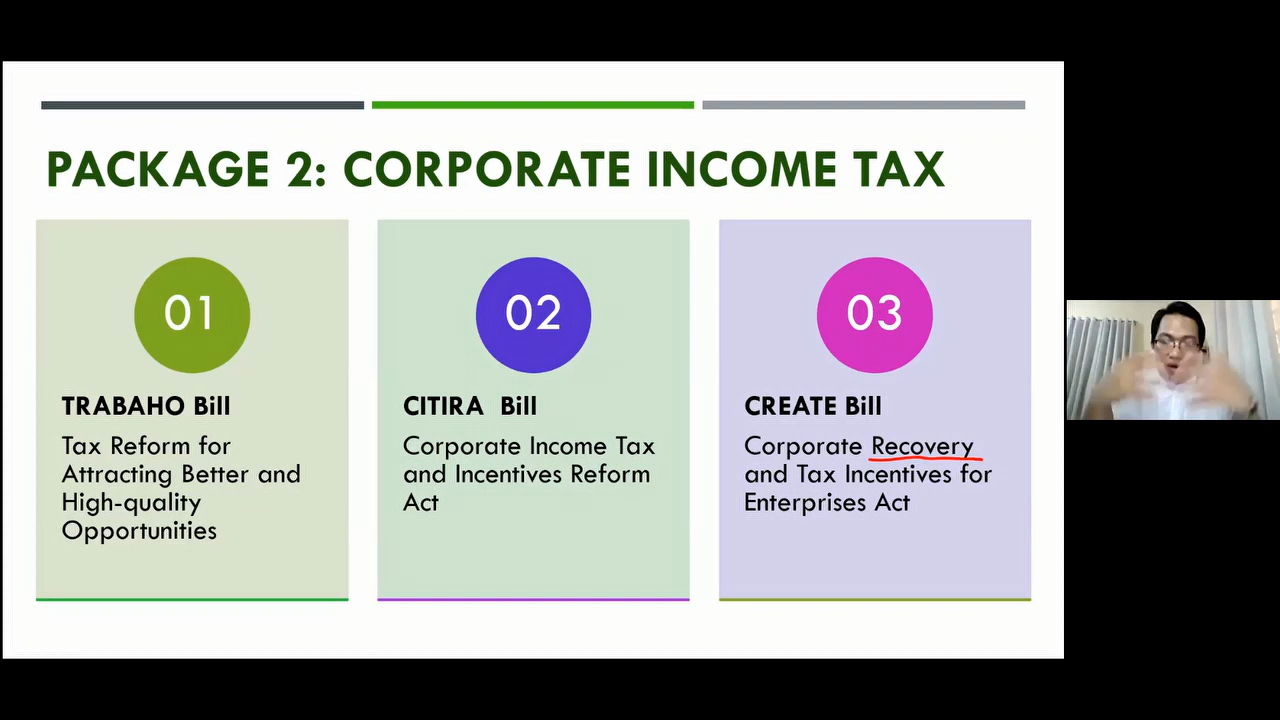 PACKAGE 2: CORPORATE INCOME TAX
01
TRABAHO Bill
Tax Reform for
Attracting Better and
High-quality
Opportunities
02
CITIRA Bill
Corporate Income Tax
and Incentives Reform
Act
03
CREATE Bill
Corporate Recovery
and Tax Incentives for
Enterprises Act